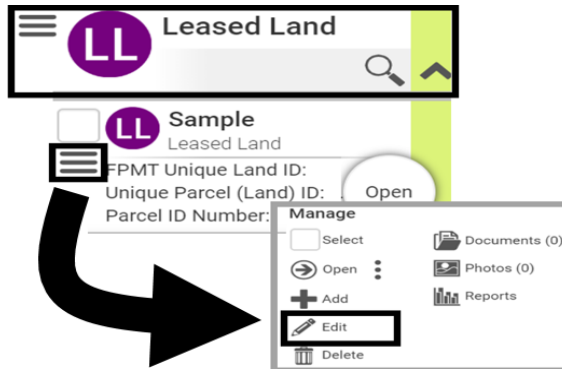 LL Leased Land
LL Sample
Leased Land
FPMT Unique Land ID:
Unique Parcel (Land) ID: Open
Parcel ID Number:
Manage
Select Documents (0)
Open Photos (0)
Add Reports
Edit
Delete